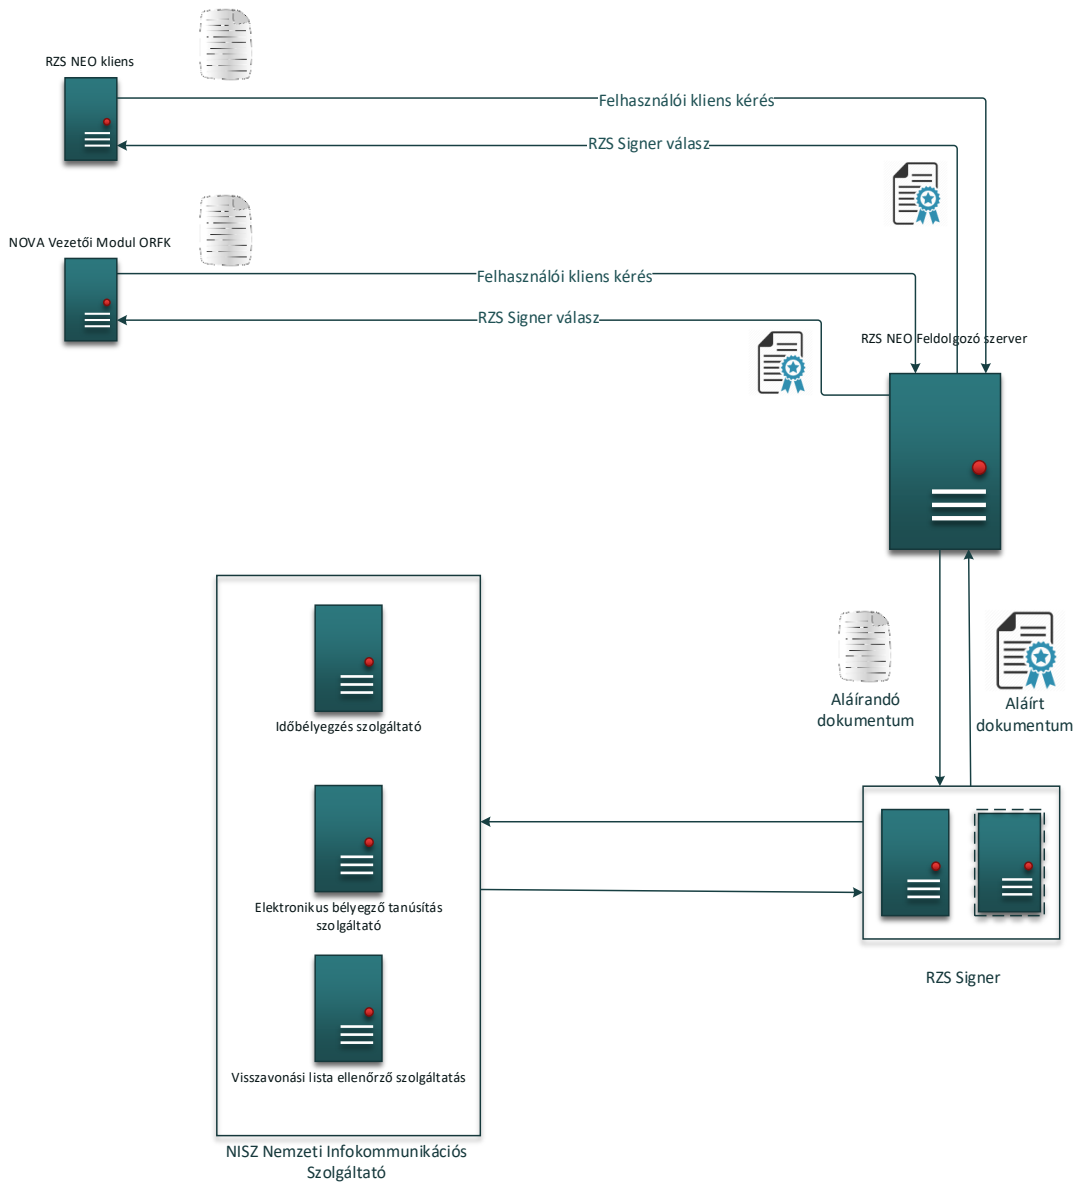 RZS NEO kliens
Felhasználói kliens kérés
RZS Signer válasz
NOVA Vezetői Modul ORFK
Felhasználói kliens kérés
RZS Signer válasz
RZS NEO Feldolgozó szerver
Aláírandó
dokumentum
Aláírt
dokumentum
Időbélyegzés szolgáltató
Elektronikus bélyegző tanúsítás
szolgáltató
RZS Signer
Visszavonási lista ellenőrző szolgáltatás
NISZ Nemzeti Infokommunikációs
Szolgáltató